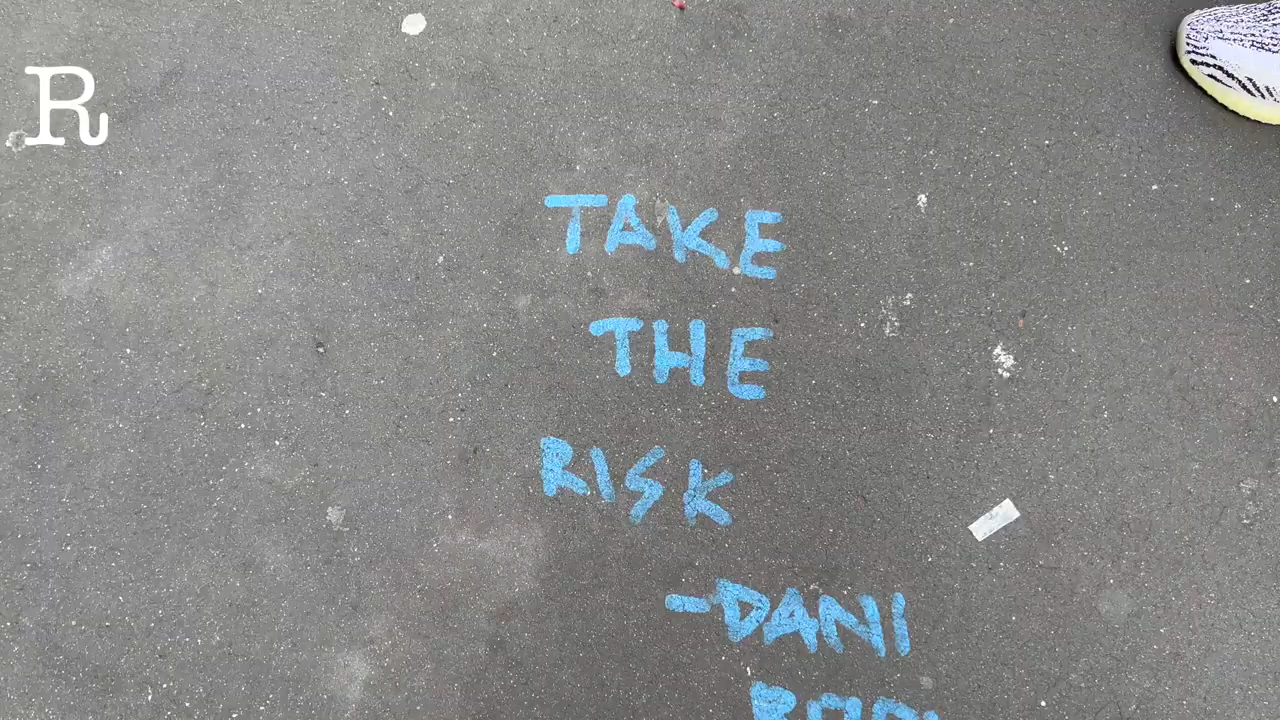 R
TAKE
THE
RISK
-DANI